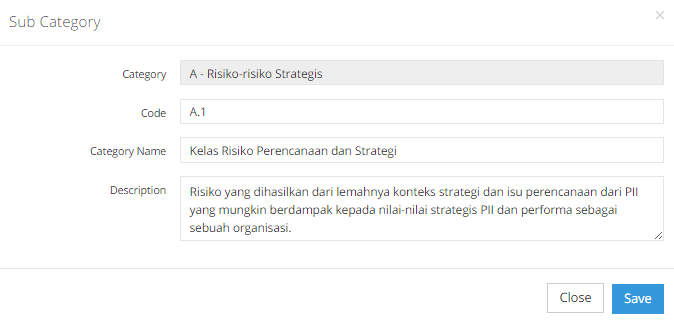 Sub Category
×
Category
A - Risiko-risiko Strategis
Code
A.1
Category Name
Kelas Risiko Perencanaan dan Strategi
Description
Risiko yang dihasilkan dari lemahnya konteks strategi dan isu perencanaan dari PII
yang mungkin berdampak kepada nilai-nilai strategis PII dan performa sebagai
sebuah organisasi.
Close
Save